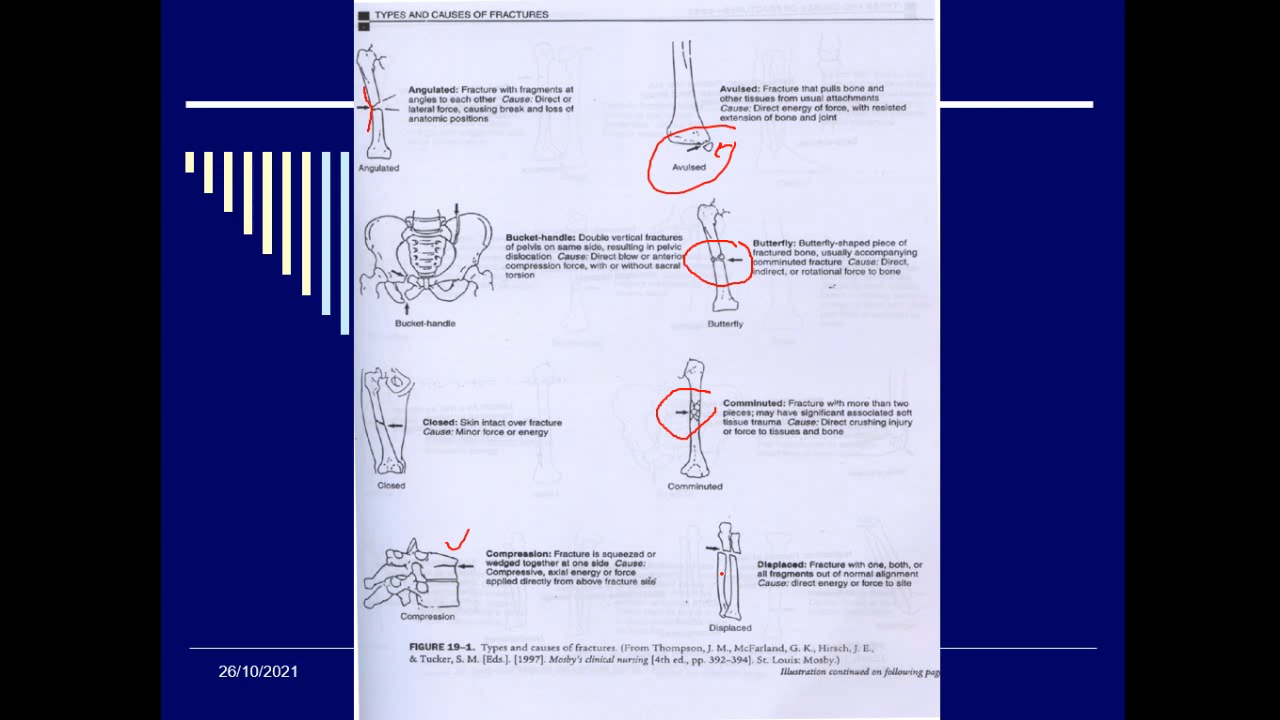 TYPES AND CAUSES OF FRACTURES
Angulated: Fracture with fragments at
angles to each other Cause: Direct or
lateral force, causing break and loss of
anatomic positions
Angulated
Avulsed: Fracture that pulls bone and
other tissues from usual attachments
Cause: Direct energy of force, with resisted
extension of bone and joint
Avulsed
Bucket-handle: Double vertical fractures
of pelvis on same side, resulting in pelvic
dislocation Cause: Direct blow or anterior
compression force, with or without sacral
torsion
Bucket-handle
Butterfly: Butterfly-shaped piece of
fractured bone, usually accompanying
comminuted fracture Cause: Direct,
indirect, or rotational force to bone
Butterfly
Closed: Skin intact over fracture
Cause: Minor force or energy
Closed
Comminuted: Fracture with more than two
pieces; may have significant associated soft
tissue trauma Cause: Direct crushing injury
or force to tissues and bone
Comminuted
Compression: Fracture is squeezed or
wedged together at one side Cause:
Compressive, axial energy or force
applied directly from above fracture site
Compression
Displaced: Fracture with one, both, or
all fragments out of normal alignment
Cause: direct energy or force to site
Displaced
FIGURE 19–1. Types and causes of fractures. (From Thompson, J. M., McFarland, G. K., Hirsch, J. E.,
& Tucker, S. M. [Eds.]. [1997]. Mosby's clinical nursing [4th ed., pp. 392–394]. St. Louis: Mosby.)
Illustration continued on following pag
26/10/2021